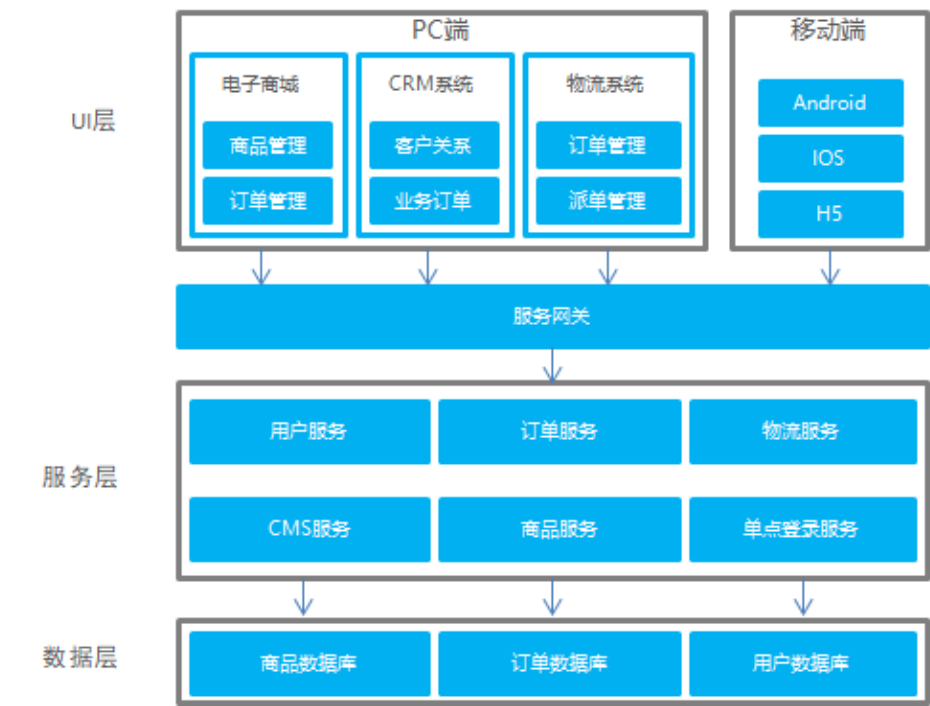 PC端
移动端
电子商城
CRM系统
物流系统
UI层
商品管理
客户关系
订单管理
订单管理
业务订单
派单管理
Android
IOS
H5
服务网关
服务层
用户服务
订单服务
物流服务
CMS服务
商品服务
单点登录服务
数据层
商品数据库
订单数据库
用户数据库